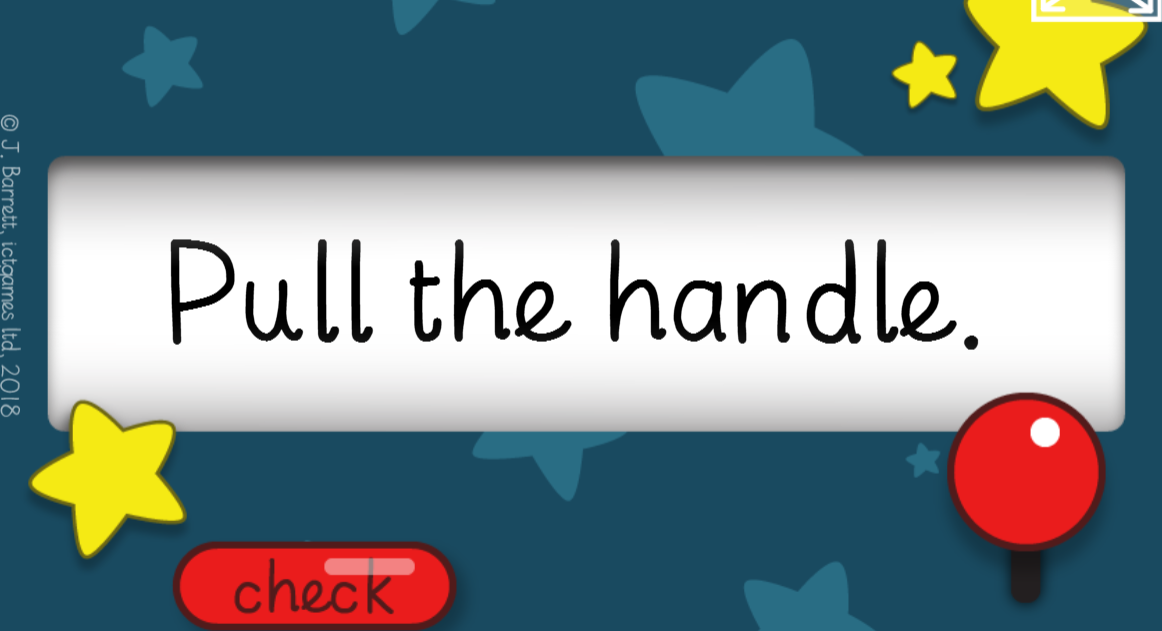 © J. Barrett, ictgames ltd, 2018
Pull the handle.
check